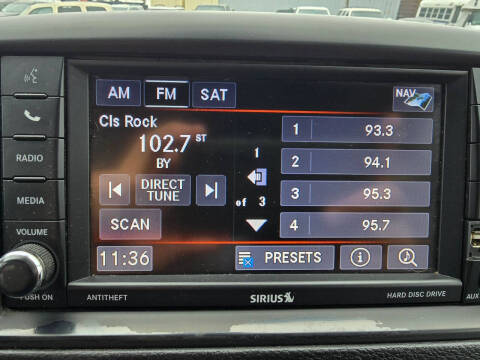 AM FM SAT NAV
Cls Rock
102.7 ST
BY
DIRECT TUNE
SCAN
1
of 3
1 93.3
2 94.1
3 95.3
4 95.7
11:36
PRESETS
RADIO
MEDIA
VOLUME
PUSH ON
ANTITHEFT
SIRIUS
HARD DISC DRIVE
AUX